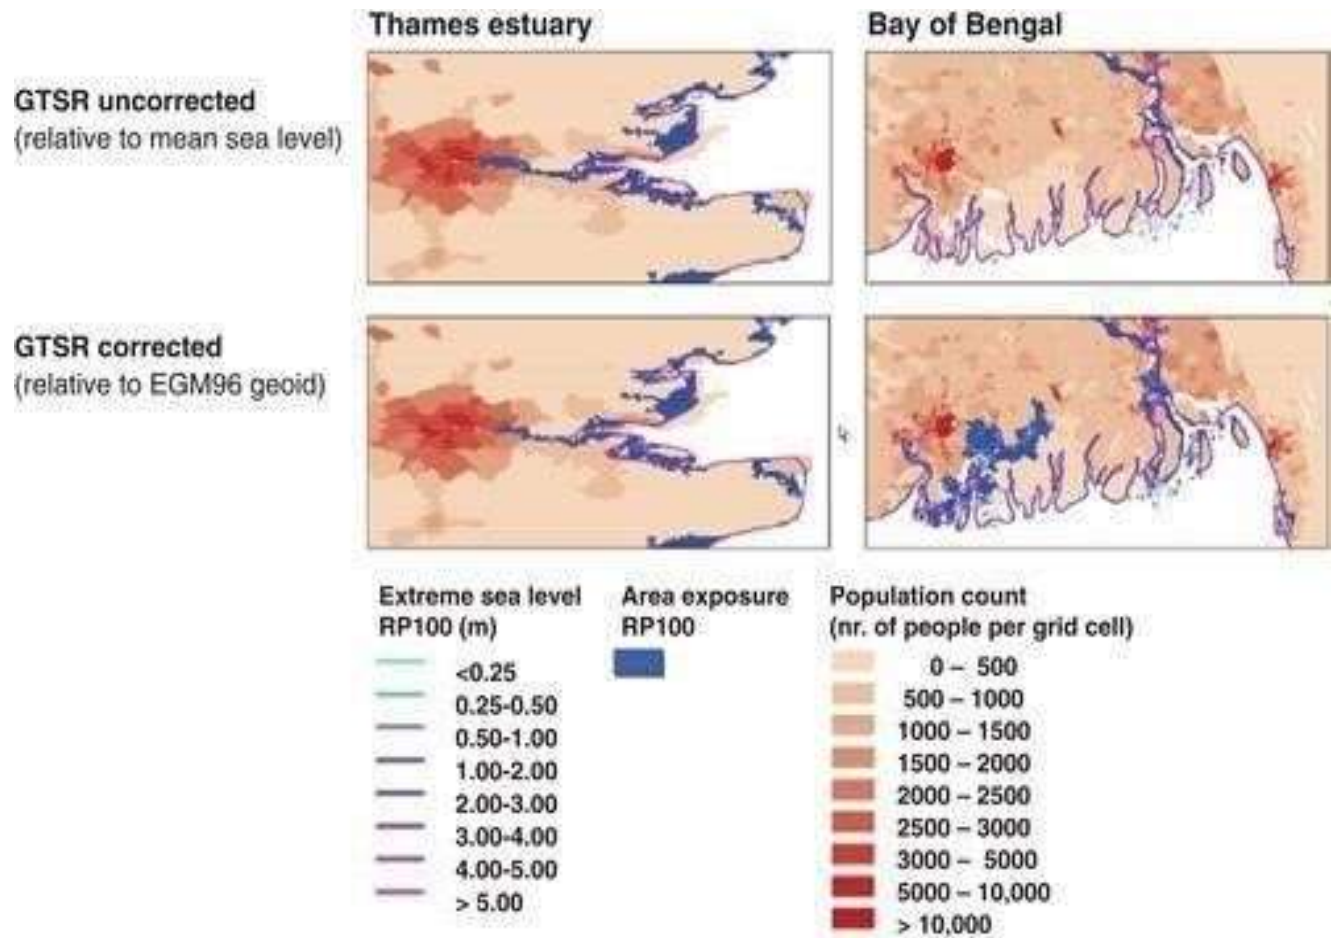 Thames estuary
Bay of Bengal
GTSR uncorrected
(relative to mean sea level)
GTSR corrected
(relative to EGM96 geoid)
Extreme sea level
RP100 (m)
<0.25
0.25-0.50
0.50-1.00
1.00-2.00
2.00-3.00
3.00-4.00
4.00-5.00
> 5.00
Area exposure
RP100
Population count
(nr. of people per grid cell)
0 – 500
500 – 1000
1000 – 1500
1500 – 2000
2000 – 2500
2500 – 3000
3000 – 5000
5000 – 10,000
> 10,000